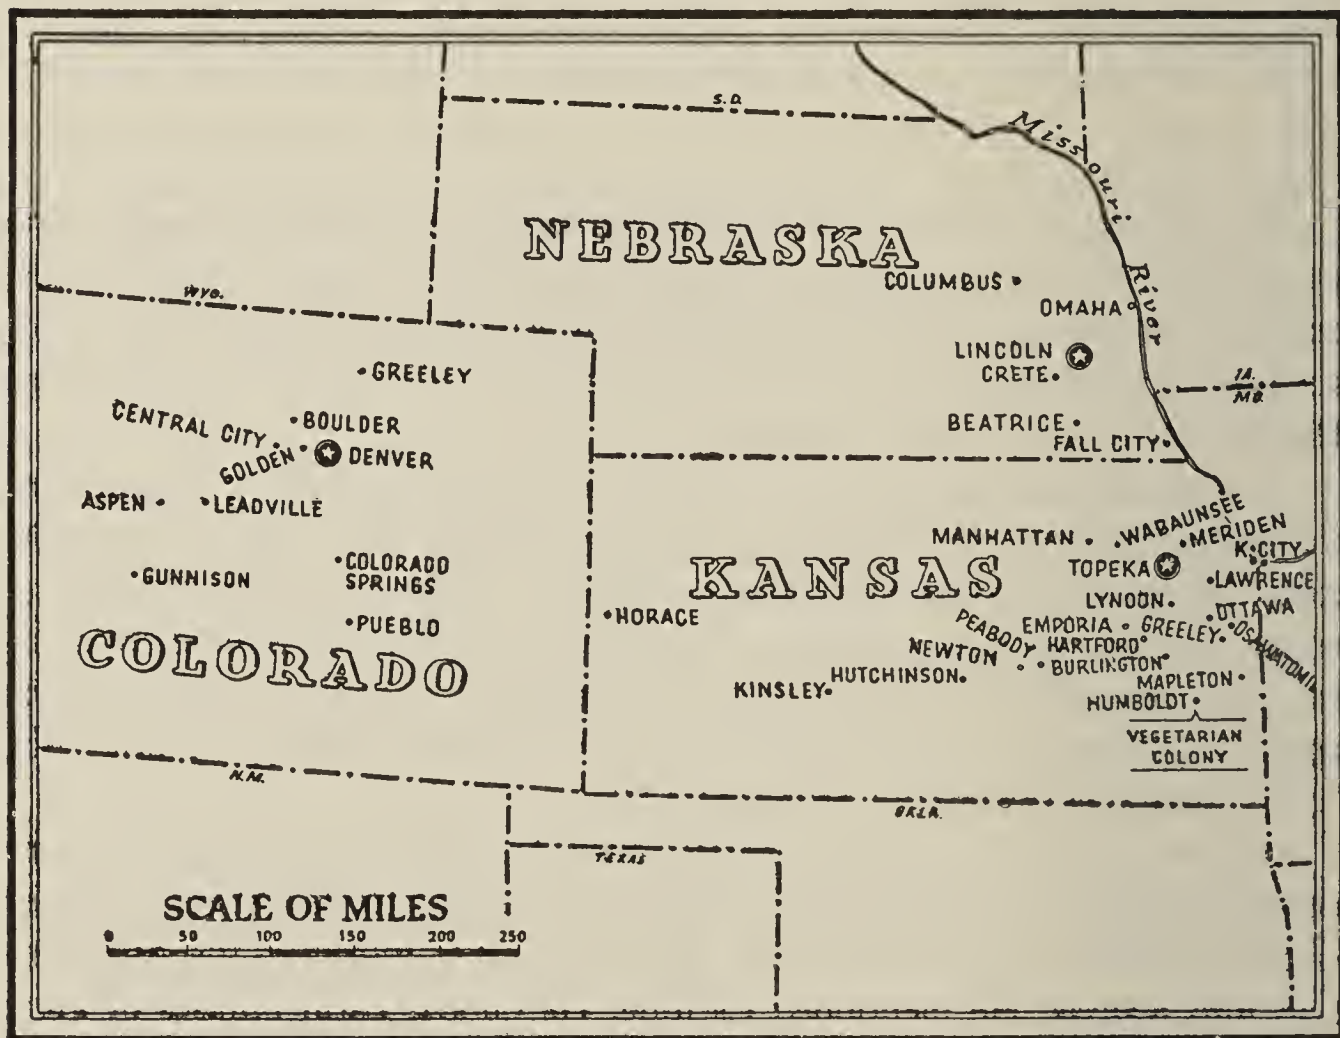 S.D.
Missouri River
NEBRASKA
COLUMBUS
OMAHA
WYO.
LINCOLN
CRETE
IA.
MO.
GREELEY
BEATRICE
FALL CITY
CENTRAL CITY
BOULDER
GOLDEN
DENVER
ASPEN
LEADVILLE
MANHATTAN
WABAUNSEE
MERIDEN
K. CITY
COLORADO
SPRINGS
GUNNISON
KANSAS
TOPEKA
LAWRENCE
LYNDON
OTTAWA
PUEBLO
HORACE
PEABODY
EMPORIA
GREELEY
OSAWATOMIE
COLORADO
NEWTON
HARTFORD
BURLINGTON
KINSLEY
HUTCHINSON
MAPLETON
HUMBOLDT
VEGETARIAN
COLONY
N.M.
OKLA.
TEXAS
SCALE OF MILES
0 50 100 150 200 250